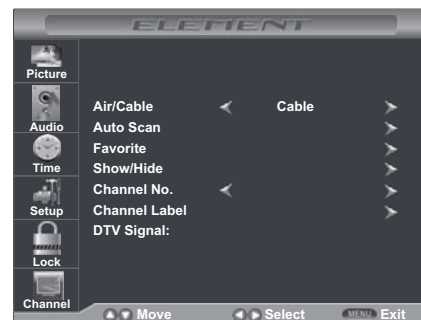 ELEMENT
Picture
Audio
Time
Setup
Lock
Channel
Air/Cable Cable
Auto Scan
Favorite
Show/Hide
Channel No.
Channel Label
DTV Signal:
Move Select MENU Exit